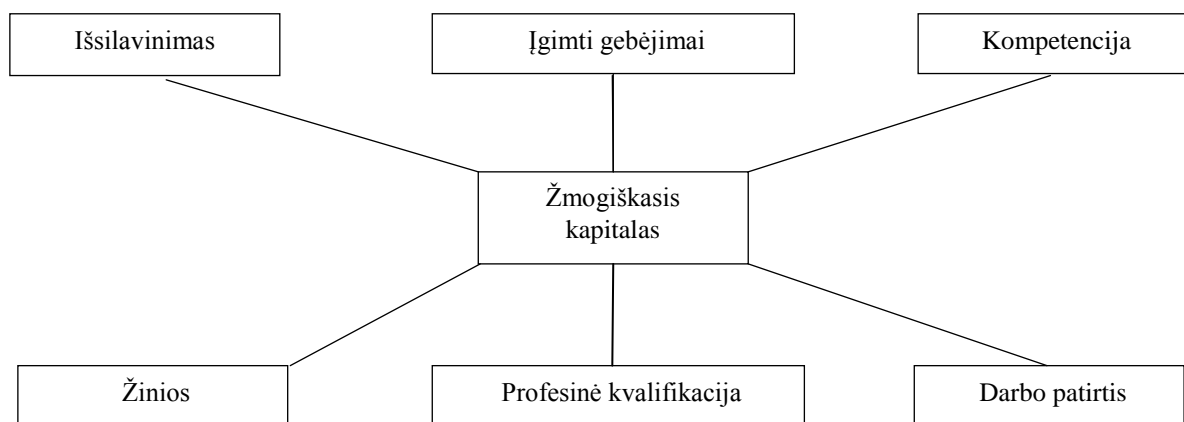 Išsilavinimas
Įgimti gebėjimai
Kompetencija
Žmogiškasis
kapitalas
Žinios
Profesinė kvalifikacija
Darbo patirtis